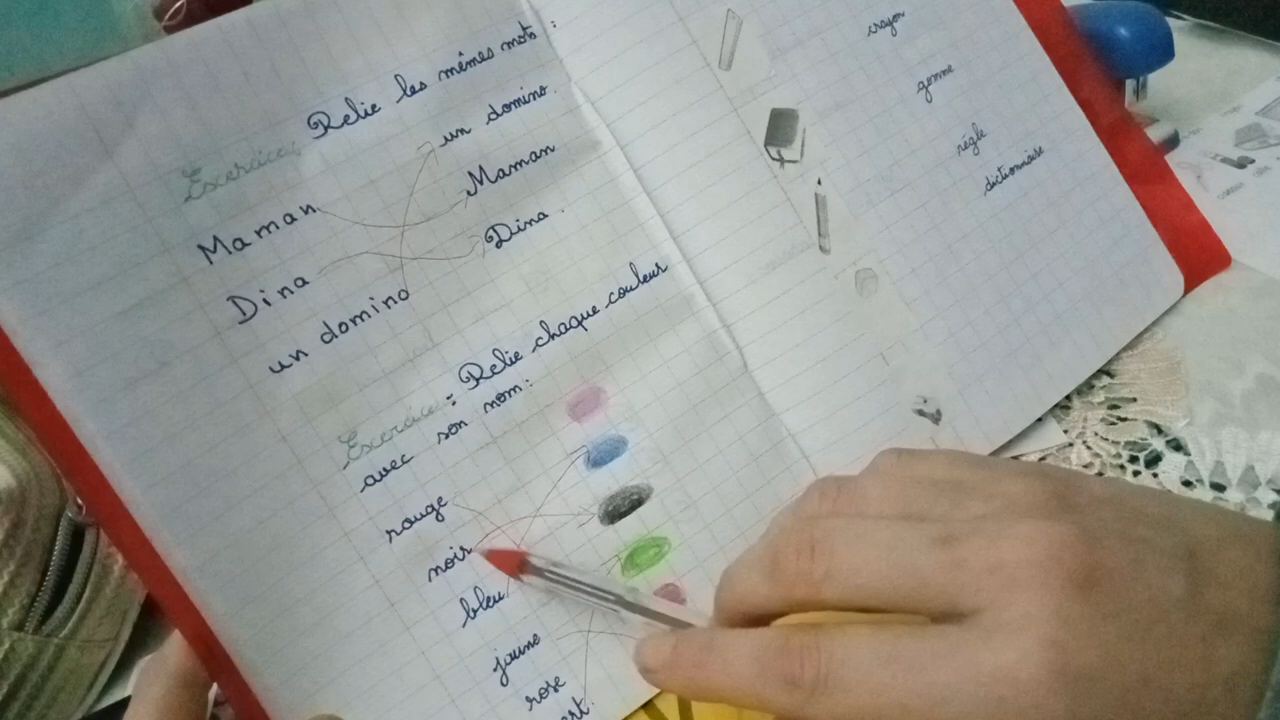 Exercice: Relie les mêmes mots :
Maman
Dina
un domino
un domino.
Maman
Dina.
Exercice : Relie chaque couleur
avec son nom :
rouge
noir
bleu
jaune
rose
crayon
gomme
régle
dictionnaire